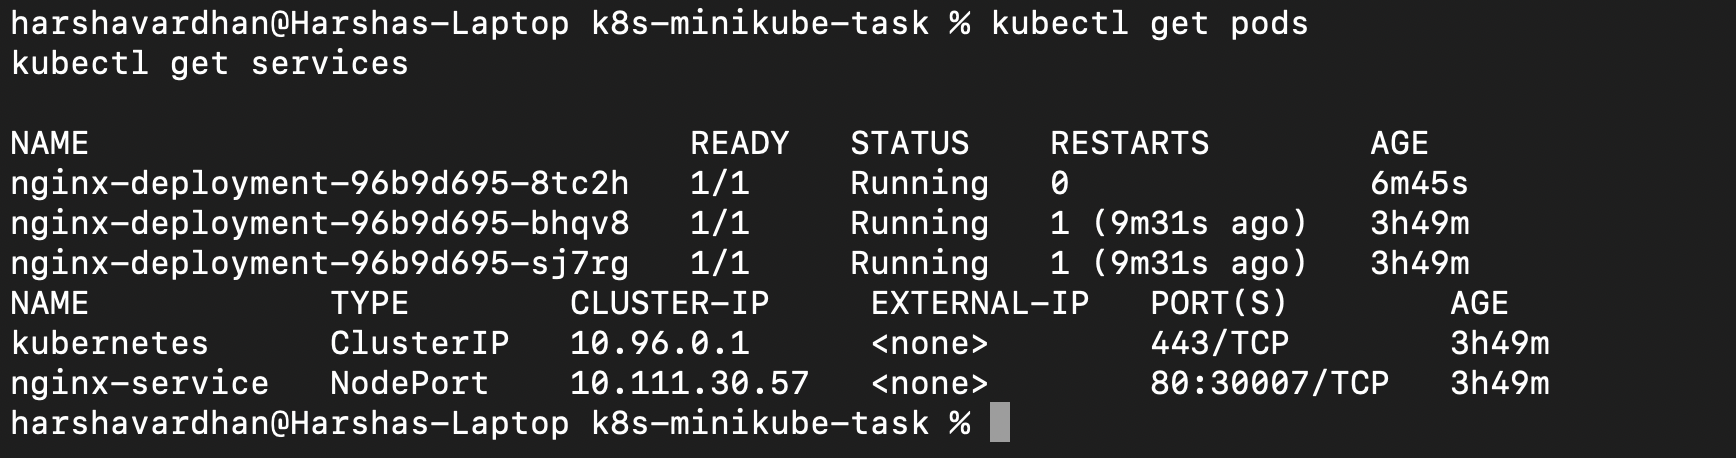 harshavardhan@Harshas-Laptop k8s-minikube-task % kubectl get pods
kubectl get services

NAME                                  READY   STATUS    RESTARTS        AGE
nginx-deployment-96b9d695-8tc2h   1/1     Running   0               6m45s
nginx-deployment-96b9d695-bhqv8   1/1     Running   1 (9m31s ago)   3h49m
nginx-deployment-96b9d695-sj7rg   1/1     Running   1 (9m31s ago)   3h49m
NAME            TYPE        CLUSTER-IP     EXTERNAL-IP   PORT(S)        AGE
kubernetes      ClusterIP   10.96.0.1      <none>        443/TCP        3h49m
nginx-service   NodePort    10.111.30.57   <none>        80:30007/TCP   3h49m
harshavardhan@Harshas-Laptop k8s-minikube-task %